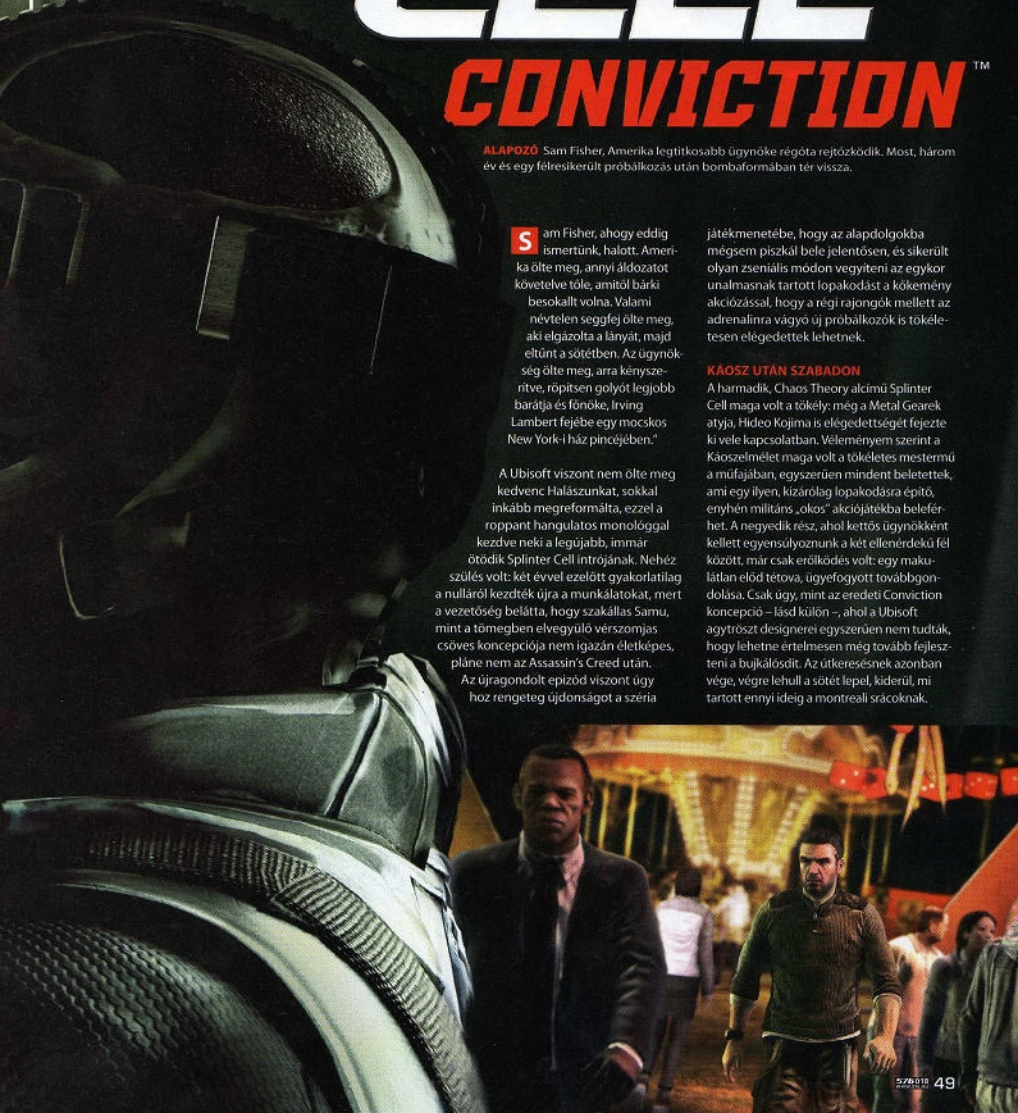 CELL
CONVICTION™
ALAPOZÓ Sam Fisher, Amerika legtitkosabb ügynöke régóta rejtőzködik. Most, három
év és egy félresikerült próbálkozás után bombaformában tér vissza.
Sam Fisher, ahogy eddig
ismertünk, halott. Ameri-
ka ölte meg, annyi áldozatot
követelve tőle, amitől bárki
besokallt volna. Valami
névtelen seggfej ölte meg,
aki elgázolta a lányát, majd
eltűnt a sötétben. Az ügynök-
ség ölte meg, arra kénysze-
rítve, röpítsen golyót legjobb
barátja és főnöke, Irving
Lambert fejébe egy mocskos
New York-i ház pincéjében.”
A Ubisoft viszont nem ölte meg
kedvenc Halászunkat, sokkal
inkább megreformálta, ezzel a
roppant hangulatos monológgal
kezdve neki a legújabb, immár
ötödik Splinter Cell intrójának. Nehéz
szülés volt: két évvel ezelőtt gyakorlatilag
a nulláról kezdték újra a munkálatokat, mert
a vezetőség belátta, hogy szakállas Samu,
mint a tömegben elvegyülő vérszomjas
csöves koncepciója nem igazán életképes,
pláne nem az Assassin’s Creed után.
Az újragondolt epizód viszont úgy
hoz rengeteg újdonságot a széria
játékmenetébe, hogy az alapdolgokba
mégsem piszkál bele jelentősen, és sikerült
olyan zseniális módon vegyíteni az egykor
unalmasnak tartott lopakodást a kőkemény
akciózással, hogy a régi rajongók mellett az
adrenalinra vágyó új próbálkozók is tökéle-
tesen elégedettek lehetnek.
KÁOSZ UTÁN SZABADON
A harmadik, Chaos Theory alcímű Splinter
Cell maga volt a tökély: még a Metal Gearek
atyja, Hideo Kojima is elégedettségét fejezte
ki vele kapcsolatban. Véleményem szerint a
Káoszelmélet maga volt a tökéletes mestermű
a műfajában, egyszerűen mindent beletettek,
ami egy ilyen, kizárólag lopakodásra építő,
enyhén militáns „okos” akciójátékba belefér-
het. A negyedik rész, ahol kettős ügynökként
kellett egyensúlyoznunk a két ellenérdekű fél
között, már csak erőlködés volt: egy maku-
látlan előd tétova, ügyefogyott továbbgon-
dolása. Csak úgy, mint az eredeti Conviction
koncepció – lásd külön –, ahol a Ubisoft
agytröszt designerei egyszerűen nem tudták,
hogy lehetne értelmesen még tovább fejlesz-
teni a bujkálósdit. Az útkeresésnek azonban
vége, végre lehull a sötét lepel, kiderül, mi
tartott ennyi ideig a montreali srácoknak.
49